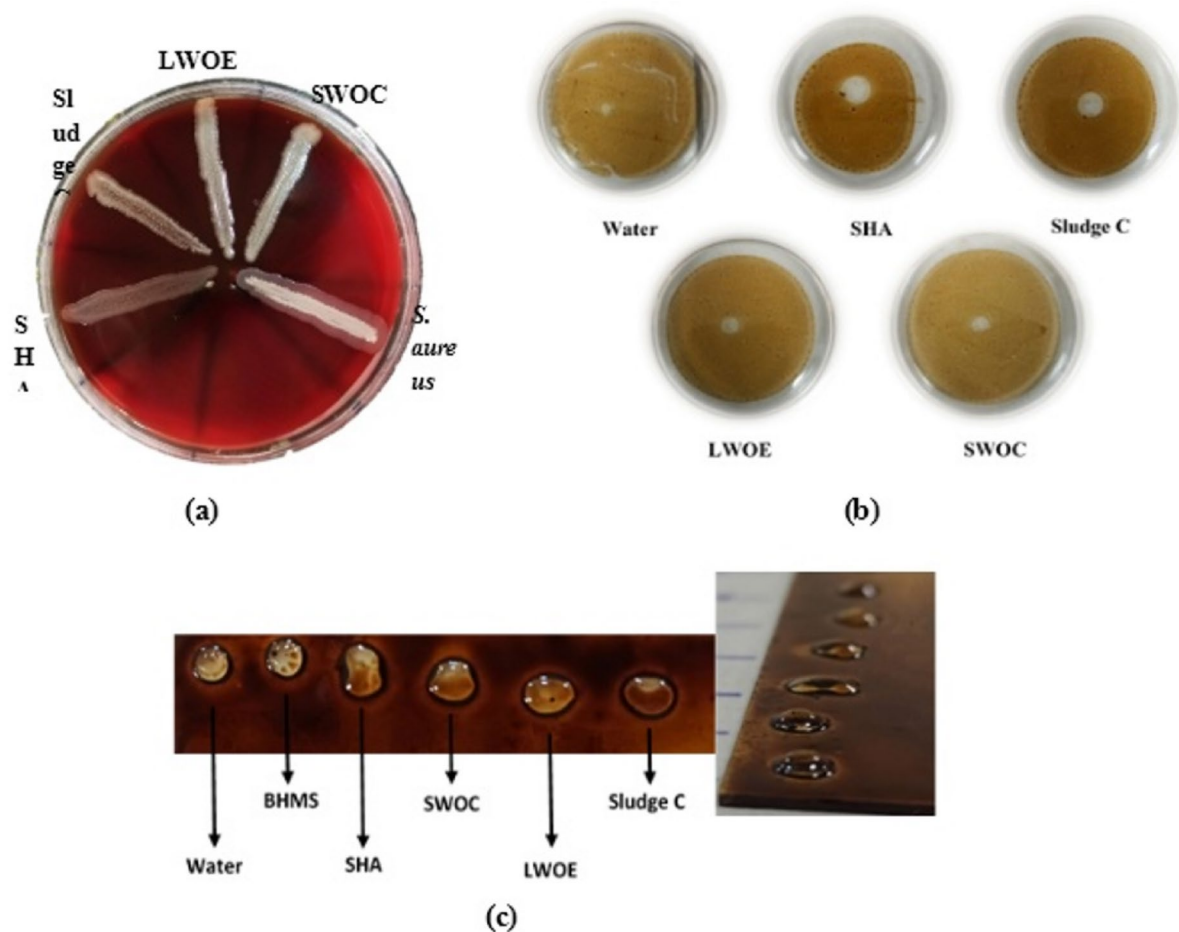 LWOE
SWOC
Sl
ud
ge
S
H
A
S.
aure
us
(a)
Water
SHA
Sludge C
LWOE
SWOC
(b)
BHMS
SWOC
Sludge C
Water
SHA
LWOE
(c)